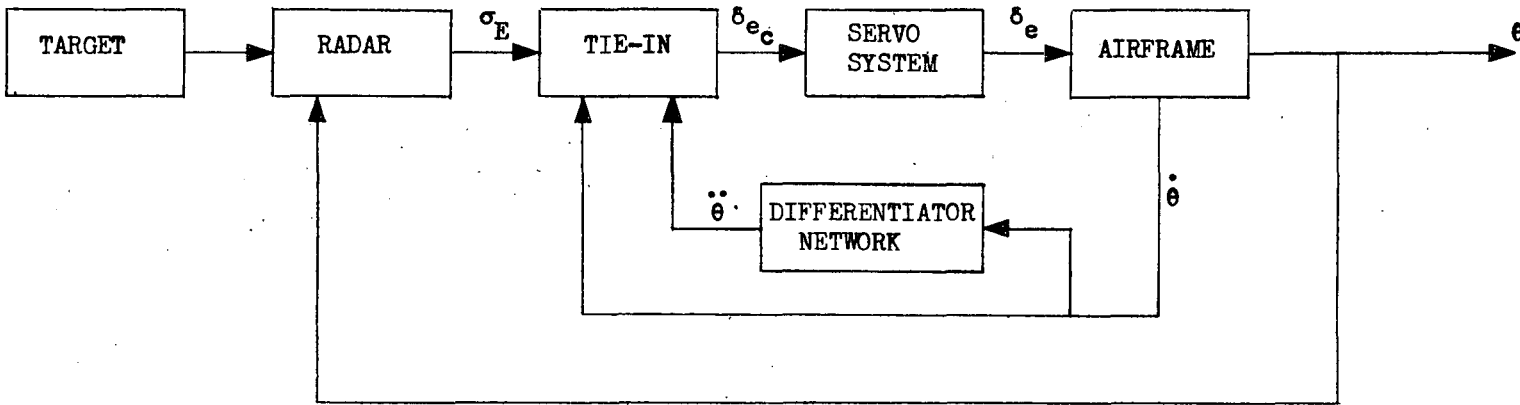 TARGET
RADAR
σE
TIE-IN
δec
SERVO
SYSTEM
δe
AIRFRAME
θ
θ̈
DIFFERENTIATOR
NETWORK
θ̇